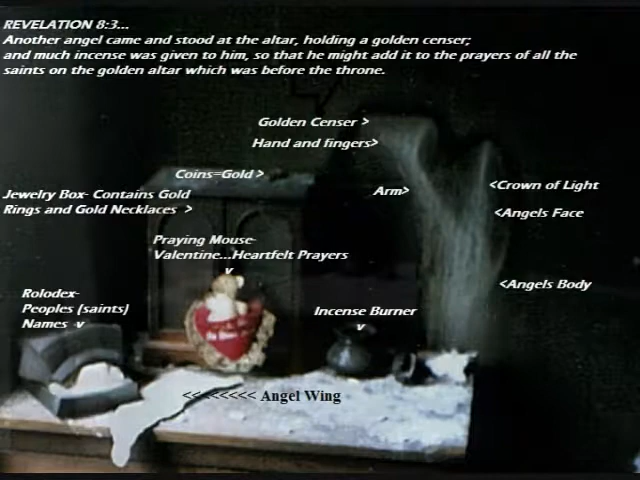 REVELATION 8:3...
Another angel came and stood at the altar, holding a golden censer;
and much incense was given to him, so that he might add it to the prayers of all the
saints on the golden altar which was before the throne.
Golden Censer >
Hand and fingers>
Coins=Gold >
Arm>
<Crown of Light
Jewelry Box- Contains Gold
Rings and Gold Necklaces >
<Angels Face
Praying Mouse-
Valentine...Heartfelt Prayers
v
<Angels Body
Rolodex-
Peoples (saints)
Names v
Incense Burner
v
<< <<<<<< Angel Wing